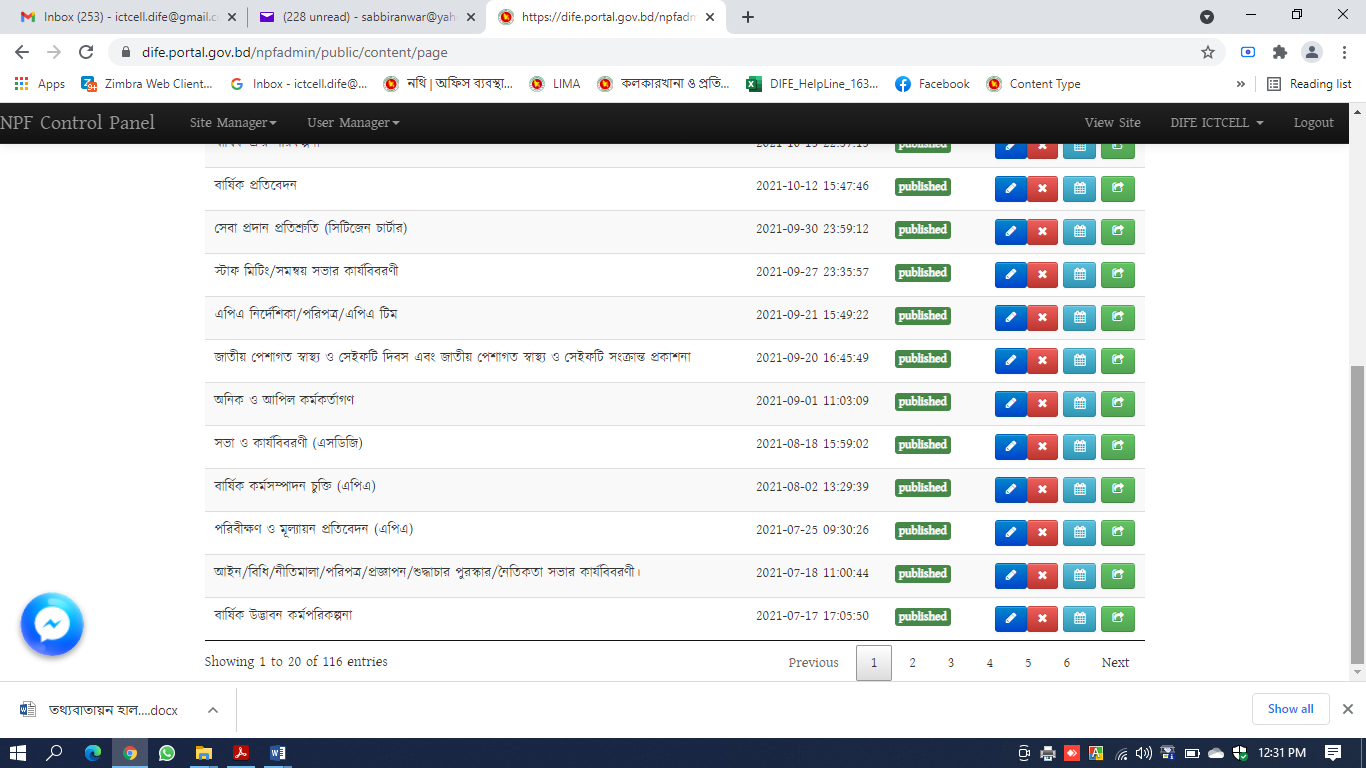 Inbox (253) - ictcell.dife@gmail.c
(228 unread) - sabbiranwar@yah
https://dife.portal.gov.bd/npfadm
dife.portal.gov.bd/npfadmin/public/content/page
Apps Zimbra Web Client... Inbox - ictcell.dife@... নথি | অফিস ব্যবস্থা... LIMA কলকারখানা ও প্রতি... DIFE_HelpLine_163... Facebook Content Type » Reading list
NPF Control Panel Site Manager User Manager View Site DIFE ICTCELL Logout
published
বার্ষিক প্রতিবেদন 2021-10-12 15:47:46 published
সেবা প্রদান প্রতিশ্রুতি (সিটিজেন চার্টার) 2021-09-30 23:59:12 published
স্টাফ মিটিং/সমন্বয় সভার কার্যবিবরণী 2021-09-27 23:35:57 published
এপিএ নির্দেশিকা/পরিপত্র/এপিএ টিম 2021-09-21 15:49:22 published
জাতীয় পেশাগত স্বাস্থ্য ও সেইফটি দিবস এবং জাতীয় পেশাগত স্বাস্থ্য ও সেইফটি সংক্রান্ত প্রকাশনা 2021-09-20 16:45:49 published
অনিক ও আপিল কর্মকর্তাগণ 2021-09-01 11:03:09 published
সভা ও কার্যবিবরণী (এসডিজি) 2021-08-18 15:59:02 published
বার্ষিক কর্মসম্পাদন চুক্তি (এপিএ) 2021-08-02 13:29:39 published
পরিবীক্ষণ ও মূল্যায়ন প্রতিবেদন (এপিএ) 2021-07-25 09:30:26 published
আইন/বিধি/নীতিমালা/পরিপত্র/প্রজ্ঞাপন/শুদ্ধাচার পুরস্কার/নৈতিকতা সভার কার্যবিবরণী। 2021-07-18 11:00:44 published
বার্ষিক উদ্ভাবন কর্মপরিকল্পনা 2021-07-17 17:05:50 published
Showing 1 to 20 of 116 entries Previous 1 2 3 4 5 6 Next
তথ্যবাতায়ন হাল....docx Show all
12:31 PM